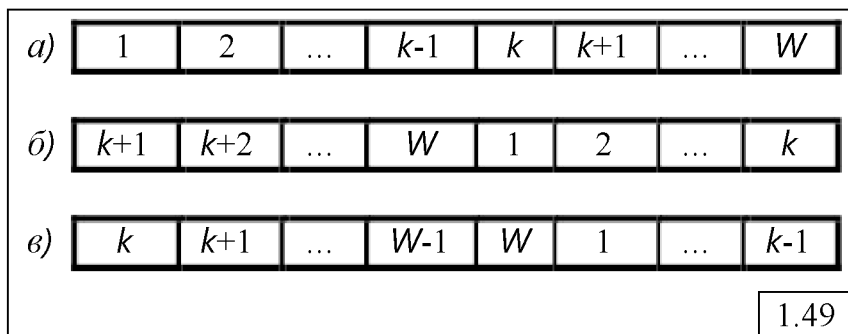 а) 1 2 ... k-1 k k+1 ... W
б) k+1 k+2 ... W 1 2 ... k
в) k k+1 ... W-1 W 1 ... k-1
1.49